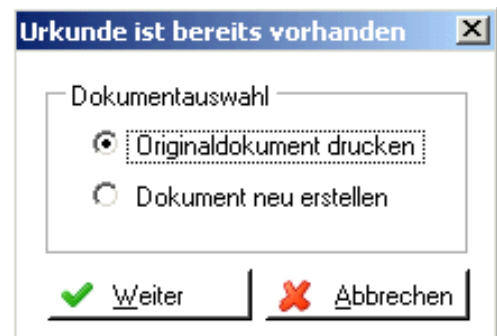 Urkunde ist bereits vorhanden
Dokumentauswahl
Originaldokument drucken
Dokument neu erstellen
Weiter
Abbrechen